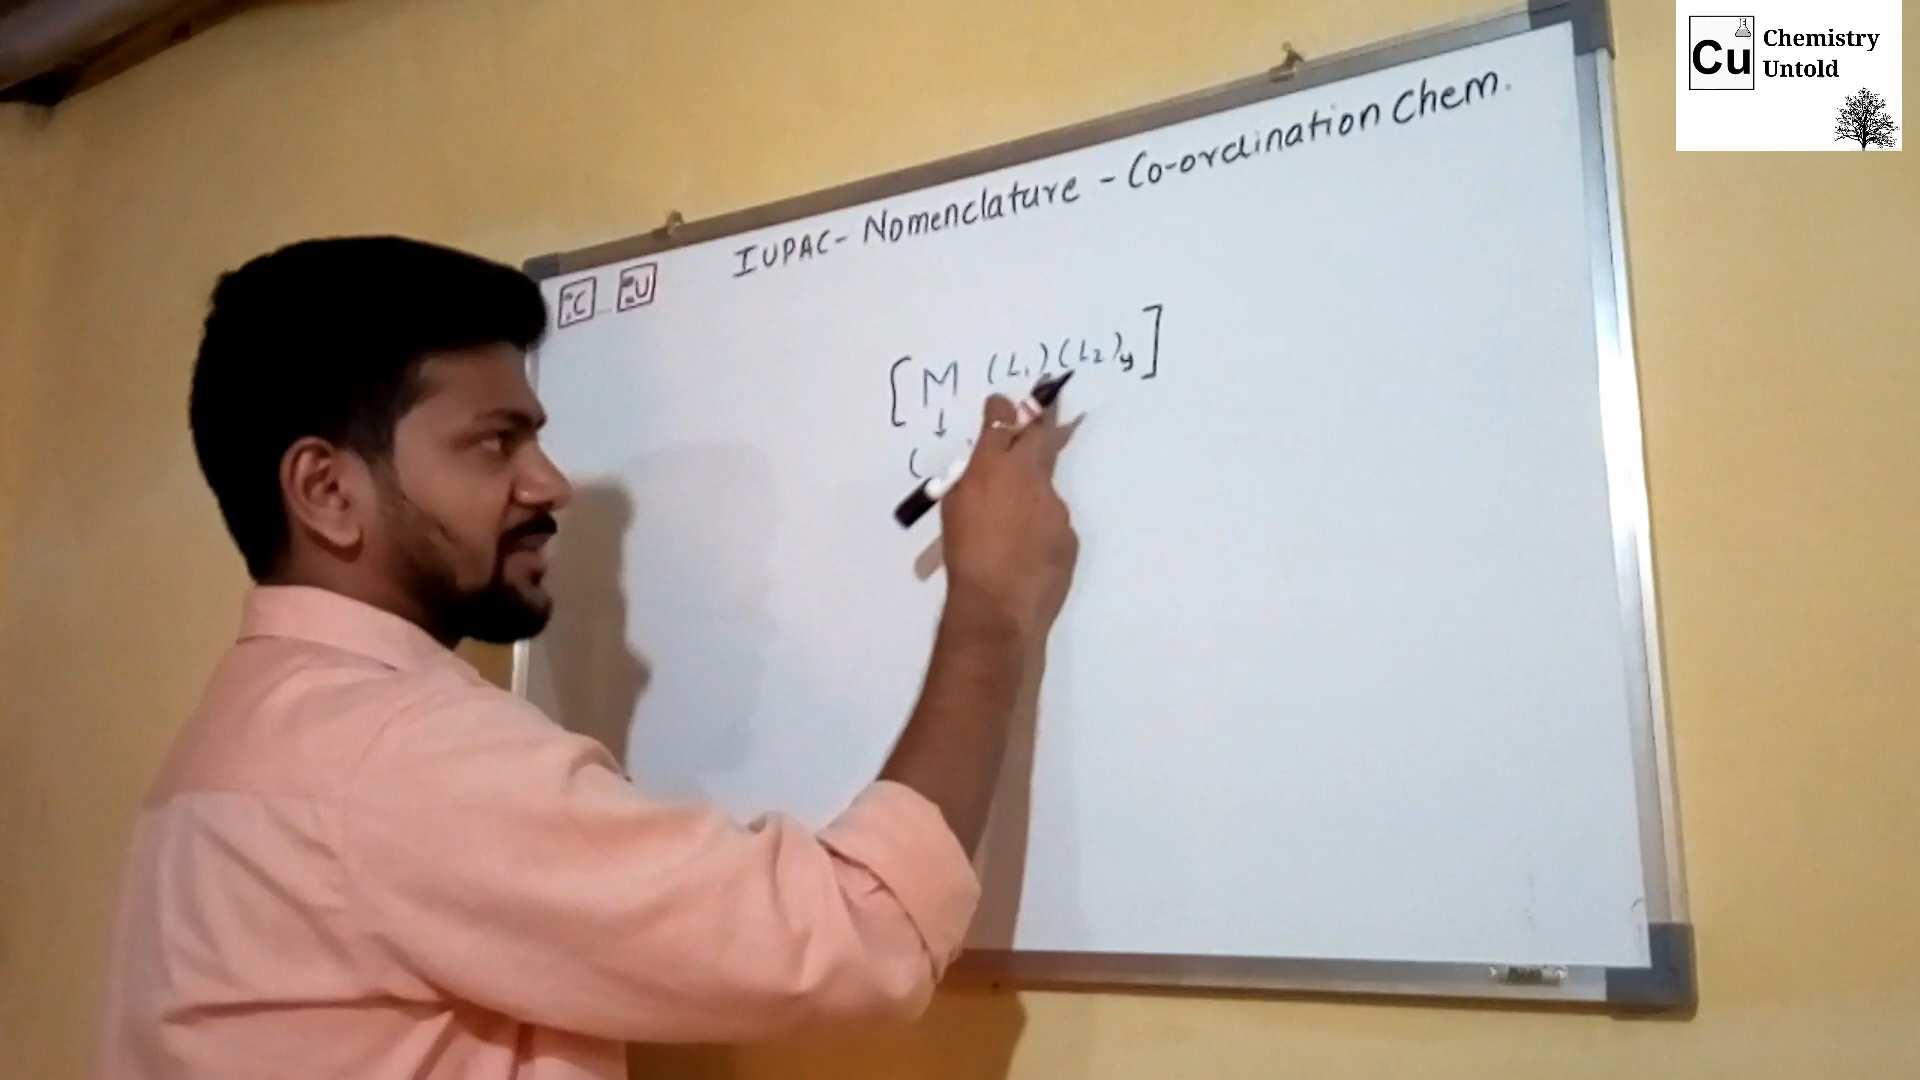 Cu Chemistry
Untold
IUPAC- Nomenclature - Co-ordination Chem.
C U
[M (L₁)(L₂)y]
↓
(